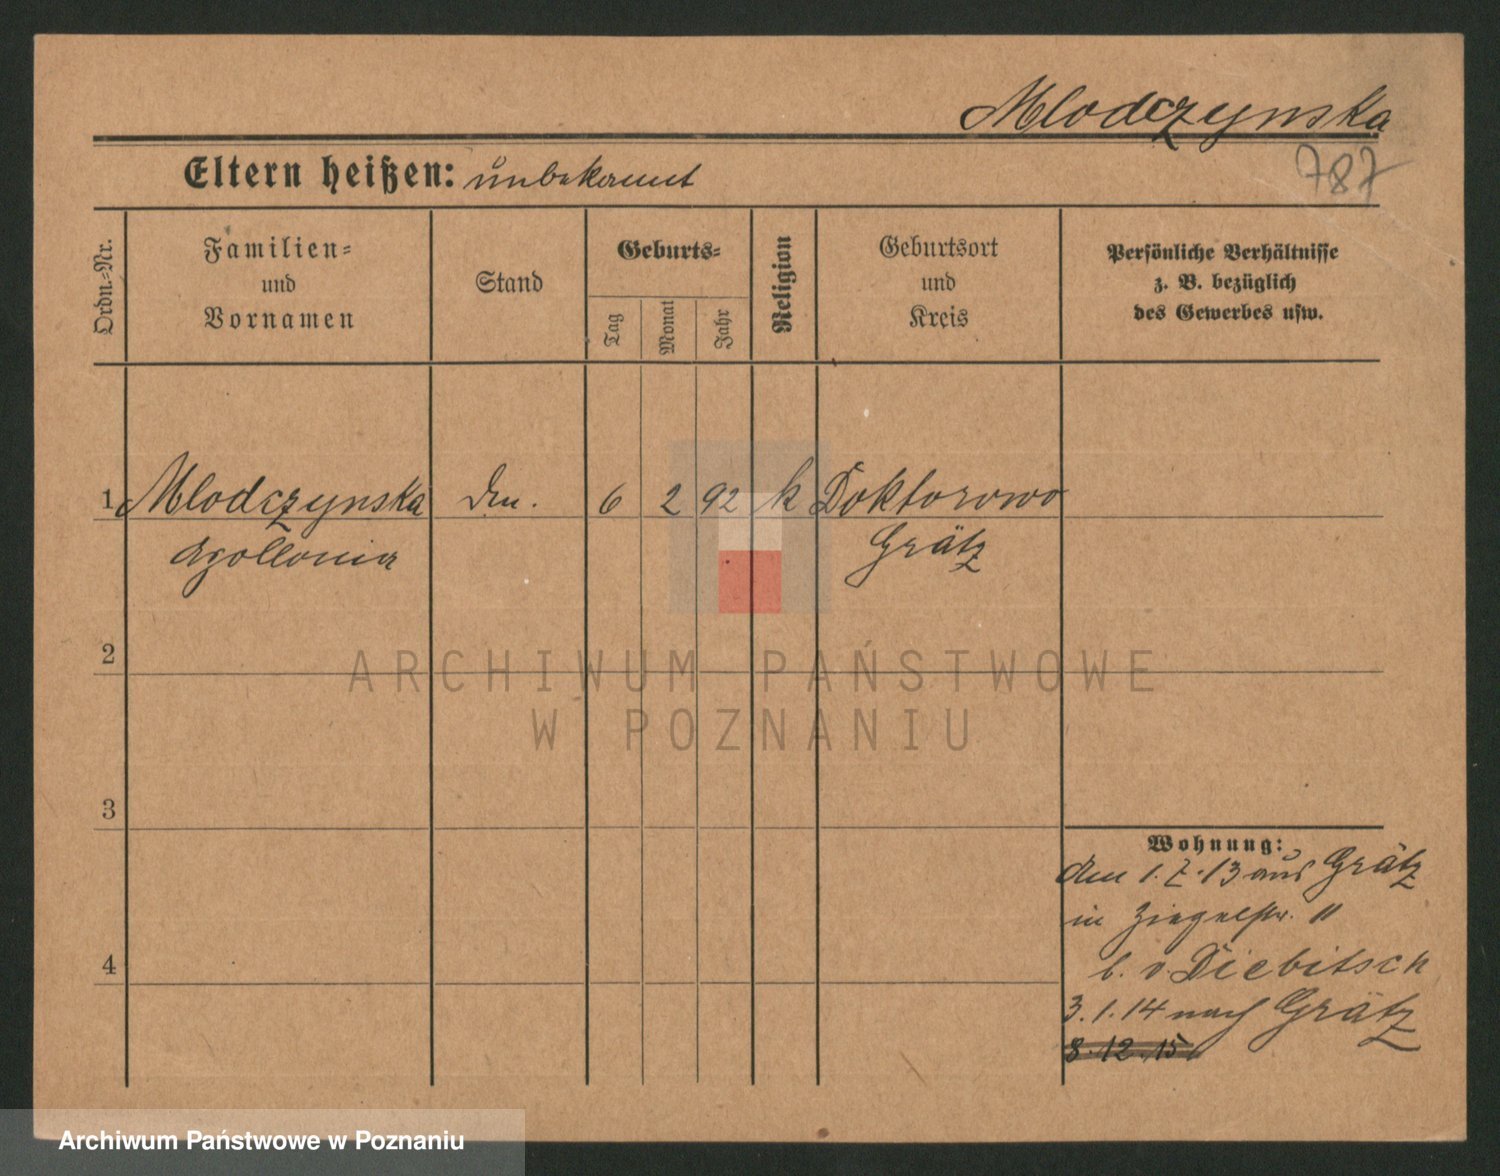 Mlodczynska
787
Eltern heißen: unbekannt
Ordn.-Nr.
Familien-
und
Vornamen
Stand
Geburts-
Tag
Monat
Jahr
Religion
Geburtsort
und
Kreis
Persönliche Verhältnisse
z. B. bezüglich
des Gewerbes usw.
1 Mlodczynska 6 2 92 k Doktorowo
Apollonia Grätz
2
ARCHIWUM PAŃSTWOWE
W POZNANIU
3
Wohnung:
den 1.7.13 aus Grätz
in Ziegelstr. 11
4
b. v. Diebitsch
3.1.14 nach Grätz
8.12.15
Archiwum Państwowe w Poznaniu